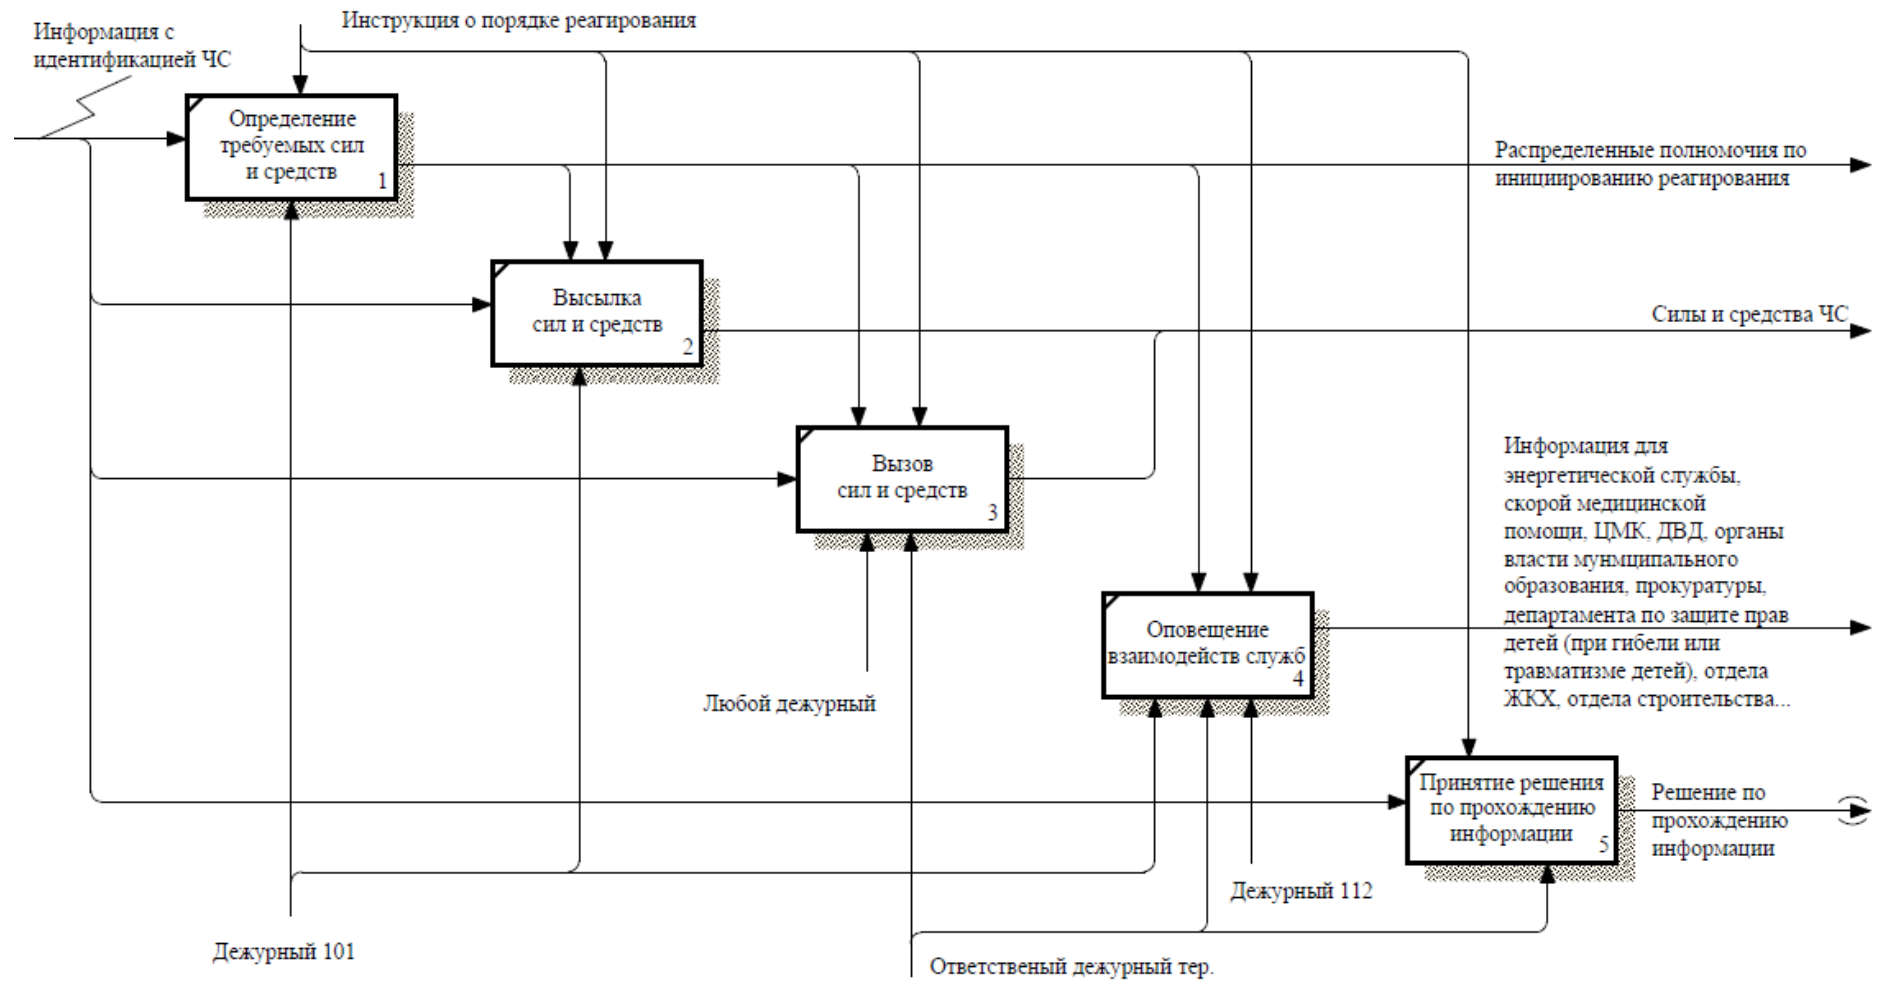 Инструкция о порядке реагирования
Информация с
идентификацией ЧС
Определение
требуемых сил
и средств
1
Распределенные полномочия по
инициированию реагирования
Высылка
сил и средств
2
Силы и средства ЧС
Вызов
сил и средств
3
Информация для
энергетической службы,
скорой медицинской
помощи, ЦМК, ДВД, органы
власти мунмципального
образования, прокуратуры,
департамента по защите прав
детей (при гибели или
травматизме детей), отдела
ЖКХ, отдела строительства...
Оповещение
взаимодейств служб
4
Любой дежурный
Принятие решения
по прохождению
информации
5
Решение по
прохождению
информации
Дежурный 112
Дежурный 101
Ответственый дежурный тер.